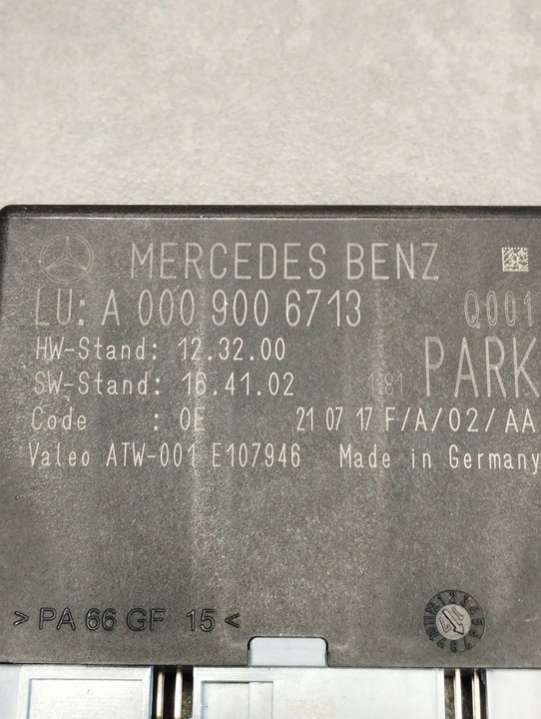 MERCEDES BENZ
LU: A 000 900 6713 Q001
HW-Stand: 12.32.00
SW-Stand: 16.41.02 PARK
Code : 0E 21 07 17 F/A/02/AA
Valeo ATW-001 E107946 Made in Germany
> PA 66 GF 15 <